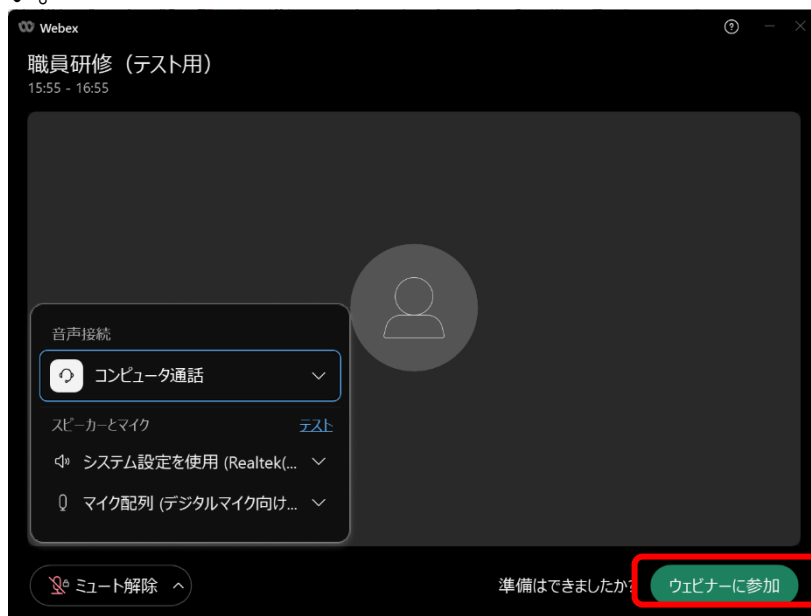 Webex
職員研修（テスト用）
15:55 - 16:55
音声接続
コンピュータ通話
スピーカーとマイク
テスト
システム設定を使用 (Realtek(...
マイク配列 (デジタルマイク向け...
ミュート解除
準備はできましたか?
ウェビナーに参加